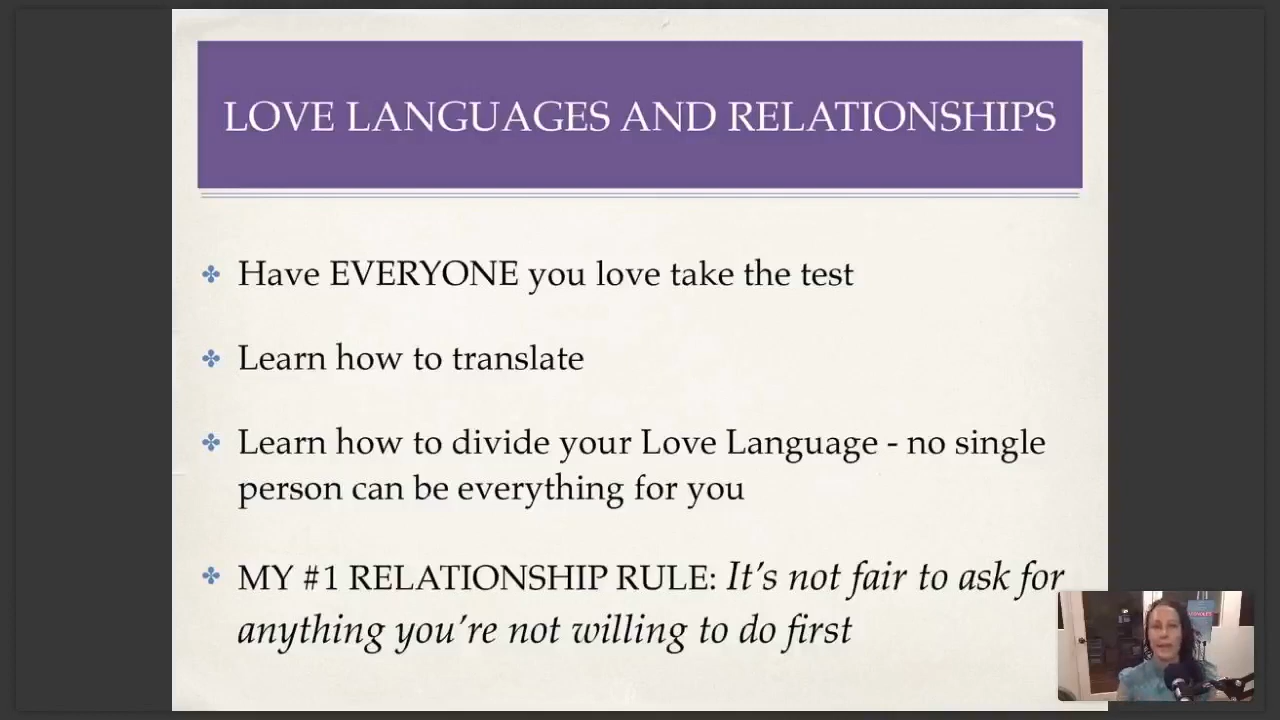 LOVE LANGUAGES AND RELATIONSHIPS
Have EVERYONE you love take the test
Learn how to translate
Learn how to divide your Love Language - no single
person can be everything for you
MY #1 RELATIONSHIP RULE: It's not fair to ask for
anything you're not willing to do first